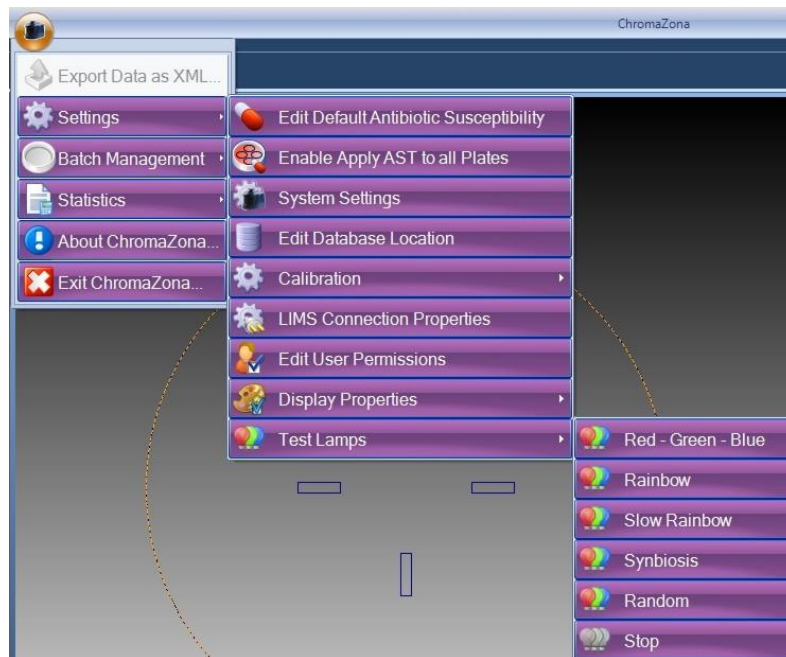 ChromaZona
Export Data as XML...
Settings
Batch Management
Statistics
About ChromaZona...
Exit ChromaZona...
Edit Default Antibiotic Susceptibility
Enable Apply AST to all Plates
System Settings
Edit Database Location
Calibration
LIMS Connection Properties
Edit User Permissions
Display Properties
Test Lamps
Red - Green - Blue
Rainbow
Slow Rainbow
Synbiosis
Random
Stop